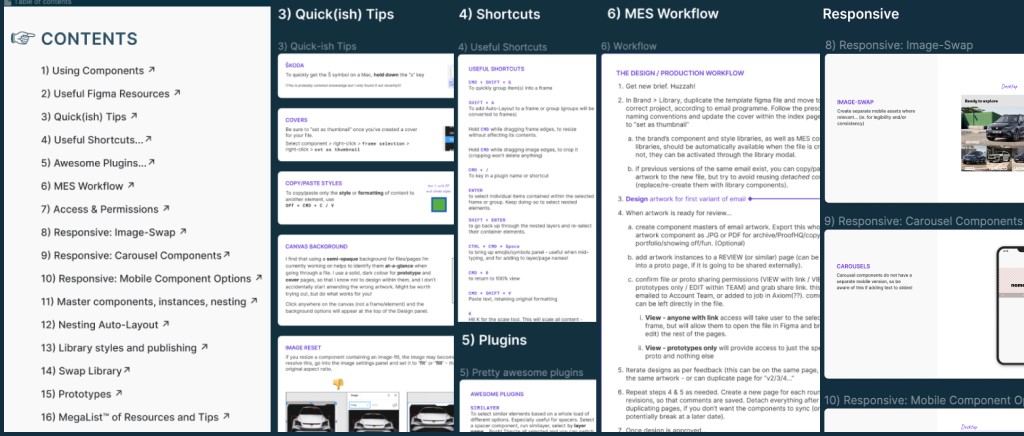 Table of contents
CONTENTS
1) Using Components ↗
2) Useful Figma Resources ↗
3) Quick(ish) Tips ↗
4) Useful Shortcuts... ↗
5) Awesome Plugins... ↗
6) MES Workflow ↗
7) Access & Permissions ↗
8) Responsive: Image-Swap ↗
9) Responsive: Carousel Components ↗
10) Responsive: Mobile Component Options ↗
11) Master components, instances, nesting ↗
12) Nesting Auto-Layout ↗
13) Library styles and publishing ↗
14) Swap Library ↗
15) Prototypes ↗
16) MegaList™ of Resources and Tips ↗
3) Quick(ish) Tips
3) Quick-ish Tips
ŠKODA
To quickly get the Š symbol on a Mac, hold down the "s" key
COVERS
Be sure to "set as thumbnail" once you've created a cover
for your file.
Select component > right-click > frame selection >
right-click > set as thumbnail
COPY/PASTE STYLES
To copy/paste only the style or formatting of content to
another element, use
OPT + CMD + C / V
CANVAS BACKGROUND
I find that using a semi-opaque background for files/pages I'm
currently working on helps to identify them at-a-glance when
going through a file. I use a solid, dark colour for prototype and
cover pages, so that I know not to design within them, and I don't
accidentally start amending the wrong artwork. Might be worth
trying out, but do what works for you!
Click anywhere on the canvas (not a frame/element) and the
background options will appear at the top of the Design panel.
IMAGE RESET
If you resize a component containing an image fill, the image may become
resolve this, go into the image settings panel and set it to "fit" or "fill" - th
original aspect ratio.
4) Shortcuts
4) Useful Shortcuts
USEFUL SHORTCUTS
CMD + SHIFT + G
To quickly group item(s) into a frame
SHIFT + A
To add Auto-Layout to a frame or group (groups will be
converted to frames)
Hold CMD while dragging frame edges, to resize
without affecting its contents.
Hold CMD while dragging image edges, to crop it
(cropping won't delete anything)
CMD + /
To key in a plugin name or shortcut
ENTER
to select individual items contained within the selected
frame or group. Keep doing-so to select nested
elements.
SHIFT + ENTER
to go back up through the nested layers and re-select
their container elements.
CTRL + CMD + Space
to bring up emojis/symbols panel - useful when mid-
typing, and for adding to layer/page names!
CMD + 0
to return to 100% view
CMD + SHIFT + V
Paste text, retaining original formatting
K
Hit K for the scale tool. This will scale all content -
5) Plugins
5) Pretty awesome plugins
AWESOME PLUGINS
SIMILAYER
To select similar elements based on a whole load of
different options. Especially useful for spacers. Select
a spacer component, run similayer, select by layer
6) MES Workflow
6) Workflow
THE DESIGN / PRODUCTION WORKFLOW
1. Get new brief. Huzzah!
2. In Brand > Library, duplicate the template figma file and move to
correct project, according to email programme. Follow the
naming conventions and update the cover within the index page
to "set as thumbnail"
a. the brand's component and style libraries, as well as MES co
libraries, should be automatically available when the file is cr
not, they can be activated through the library modal.
b. if previous versions of the same email exist, you can copy/pa
artwork to the new file, but try to avoid reusing detached co
(replace/re-create them with library components).
3. Design artwork for first variant of email
4. When artwork is ready for review...
a. create component masters of email artwork. Export this who
artwork component as JPG or PDF for archive/ProofHQ/copy
portfolio/showing off/fun. (Optional)
b. add artwork instances to a REVIEW (or similar) page (can be
into a proto page, if it is going to be shared externally).
c. confirm file or proto sharing permissions (VIEW with link / VI
prototypes only / EDIT within TEAM) and grab share link.
emailed to Account Team, or added to job in Axiom(??). com
can be left directly in the file.
i. View - anyone with link access will take user to the selec
frame, but will allow them to open the file in Figma and br
edit) the rest of the pages.
ii. View - prototypes only will provide access to just the spe
proto and nothing else
5. Iterate designs as per feedback (this can be on the same page,
the same artwork - or can duplicate page for "v2/3/4..."
6. Repeat steps 4 & 5 as needed. Create a new page for each roun
revisions, so that comments are saved. Detach everything after
duplicating pages, if you don't want the components to sync (or
potentially break at a later date).
7. Once design is approved...
Responsive
8) Responsive: Image-Swap
Desktop
IMAGE-SWAP
Create separate mobile assets where
relevant... (ie. for legibility and/or
consistency)
Ready to explore
9) Responsive: Carousel Components
CAROUSELS
Carousel components do not have a
separate mobile version, so be
aware of this if adding text to slides!
10) Responsive: Mobile Component Op
Desktop